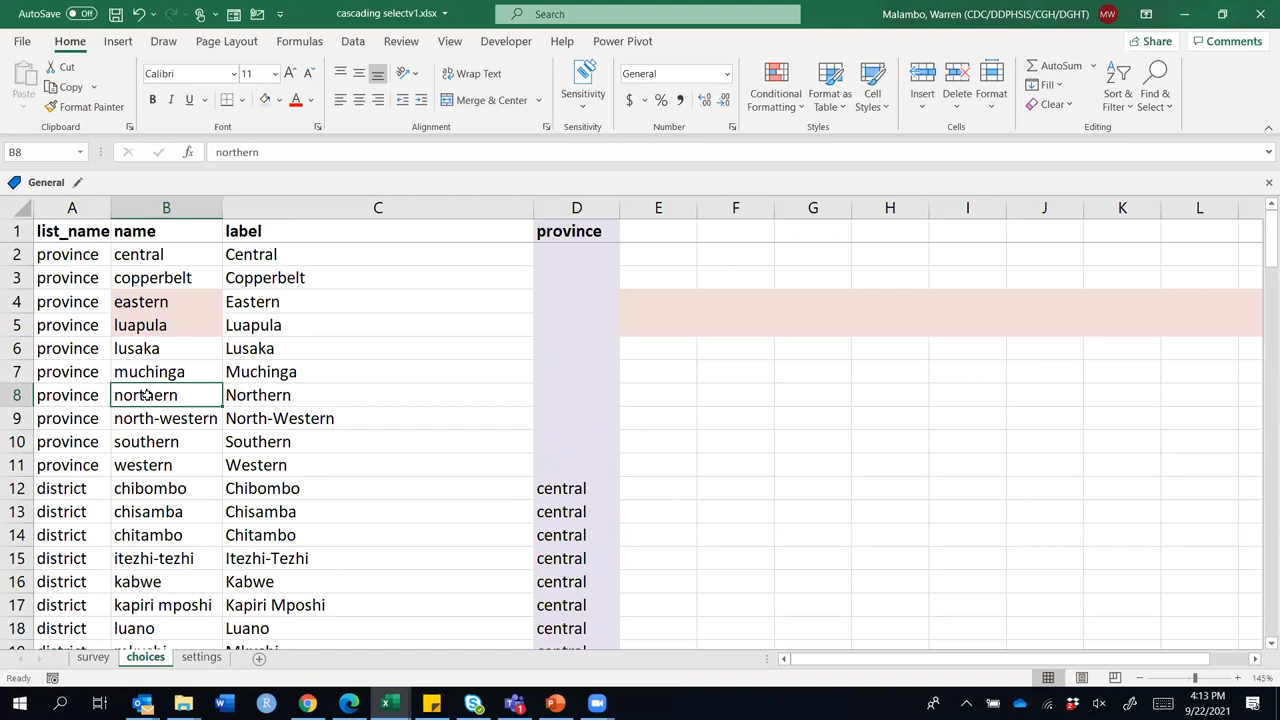 AutoSave Off cascading selectv1.xlsx Search Malambo, Warren (CDC/DDPHSIS/CGH/DGHT) MW
File Home Insert Draw Page Layout Formulas Data Review View Developer Help Power Pivot Share Comments
Paste Cut Copy Format Painter Clipboard
Calibri 11 B I U A Font
Wrap Text Merge & Center Alignment
Sensitivity Sensitivity
General $ % , Number
Conditional Formatting Format as Table Cell Styles Styles
Insert Delete Format Cells
AutoSum Fill Clear Sort & Filter Find & Select Editing
B8 fx northern
General
A B C D E F G H I J K L
1 list_name name label province
2 province central Central
3 province copperbelt Copperbelt
4 province eastern Eastern
5 province luapula Luapula
6 province lusaka Lusaka
7 province muchinga Muchinga
8 province northern Northern
9 province north-western North-Western
10 province southern Southern
11 province western Western
12 district chibombo Chibombo central
13 district chisamba Chisamba central
14 district chitambo Chitambo central
15 district itezhi-tezhi Itezhi-Tezhi central
16 district kabwe Kabwe central
17 district kapiri mposhi Kapiri Mposhi central
18 district luano Luano central
survey choices settings
Ready 145%
4:13 PM
9/22/2021